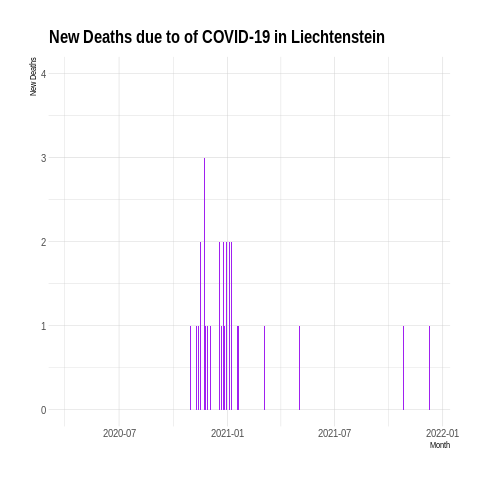 New Deaths due to of COVID-19 in Liechtenstein
New Deaths
4
3
2
1
0
2020-07 2021-01 2021-07 2022-01
Month